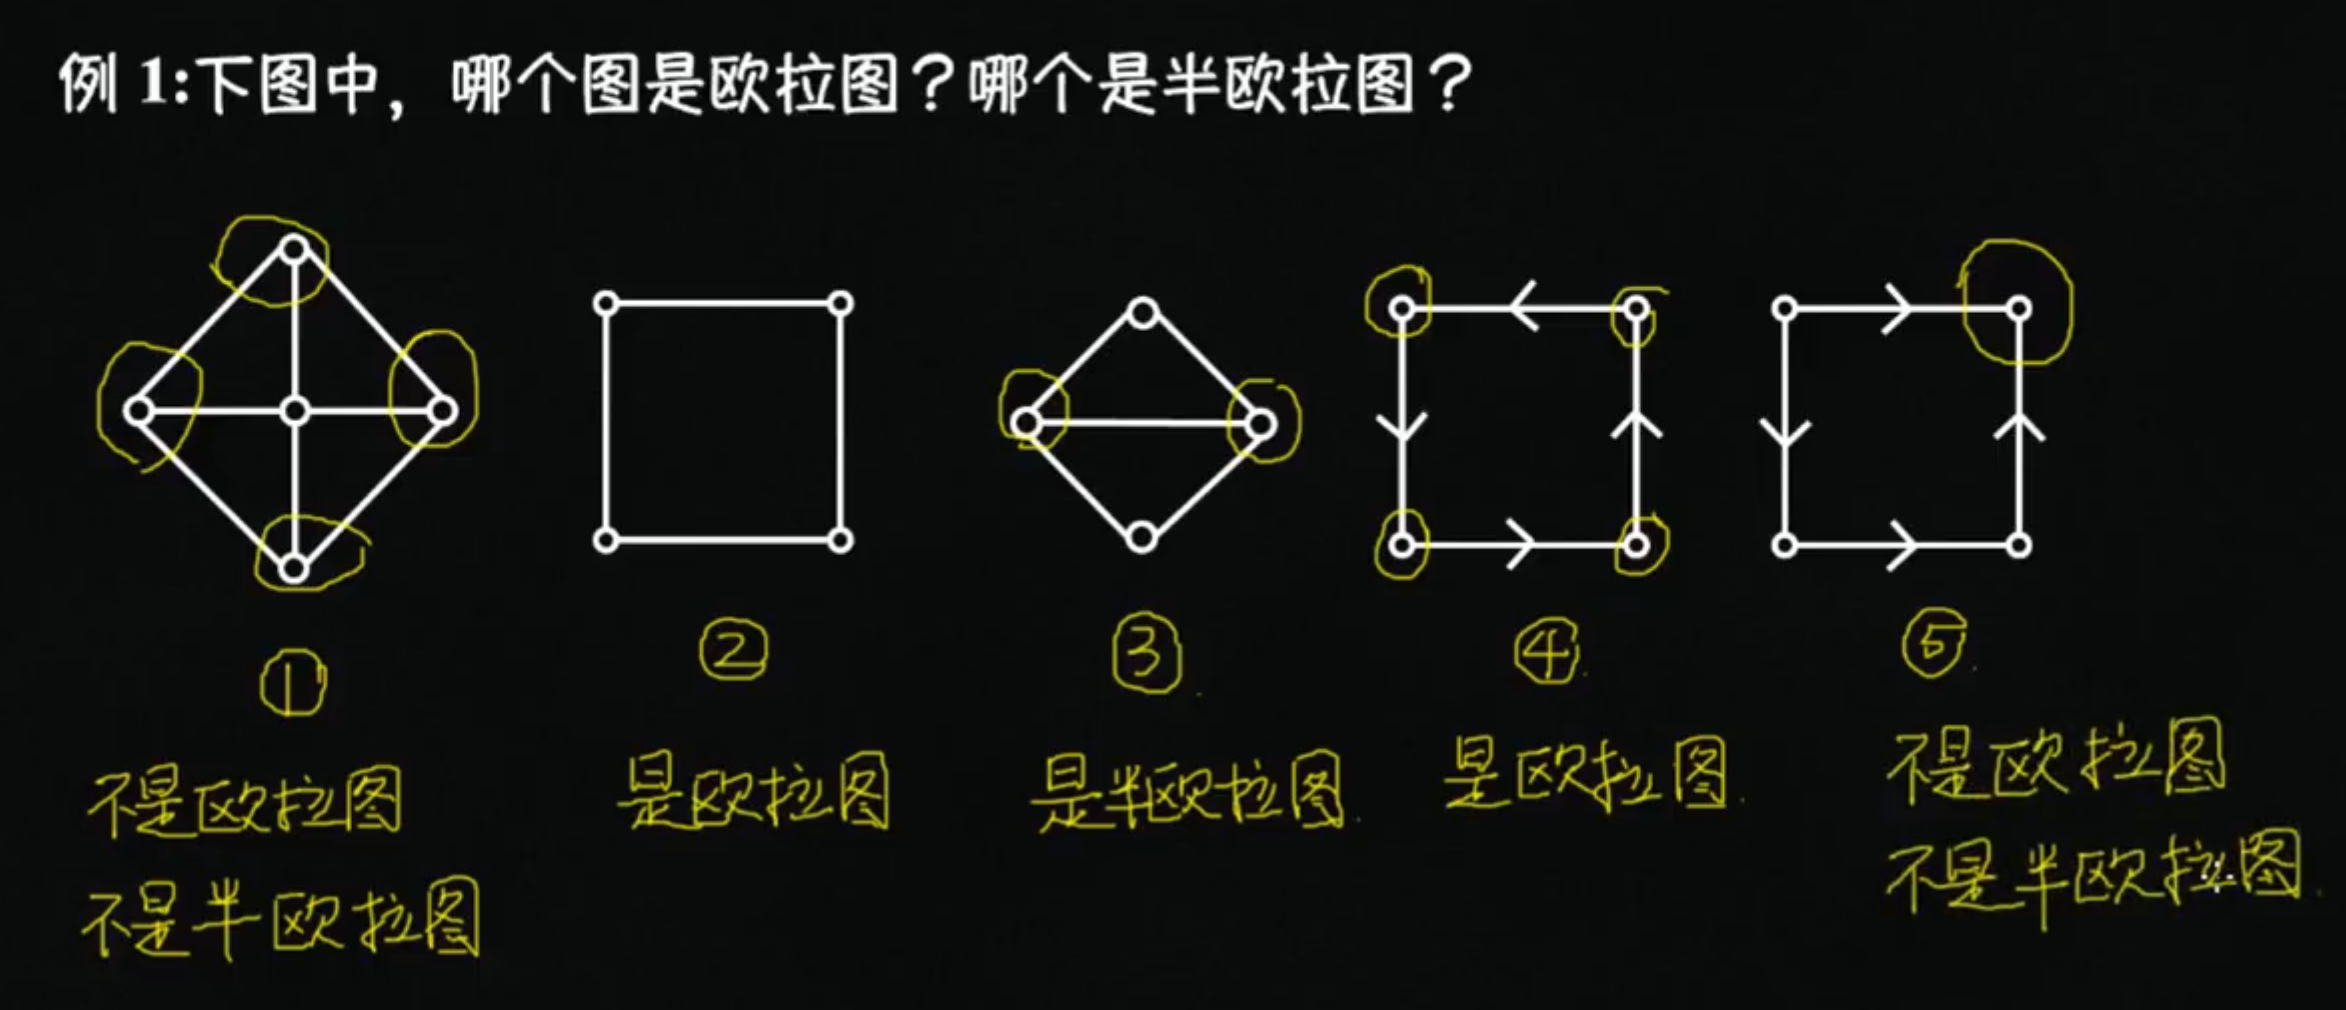 例 1:下图中，哪个图是欧拉图？哪个是半欧拉图？
① ② ③ ④ ⑤
不是欧拉图 是欧拉图 是半欧拉图 是欧拉图 不是欧拉图
不是半欧拉图 不是半欧拉图